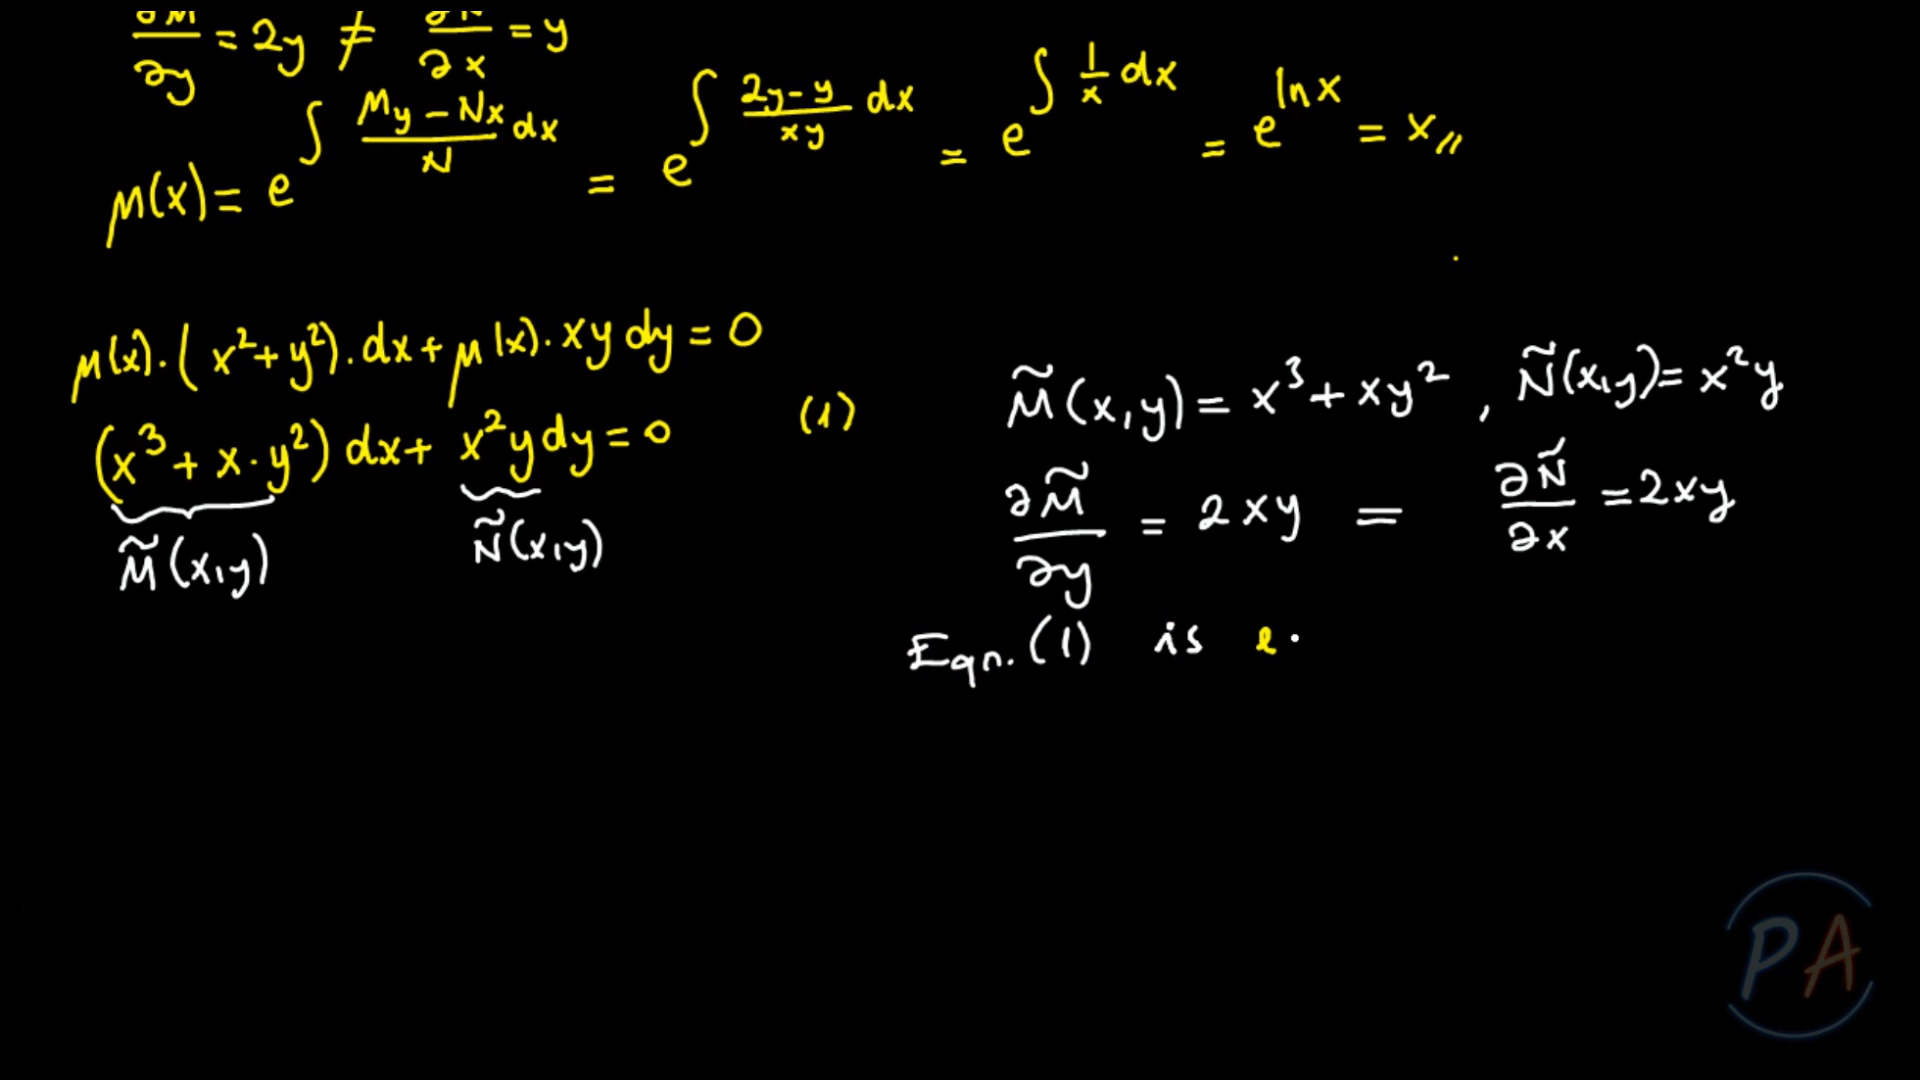 ∂M/∂y = 2y ≠ ∂N/∂x = y
μ(x) = e^∫ (My − Nx)/N dx = e^∫ (2y−y)/xy dx = e^∫ 1/x dx = e^lnx = x,,
μ(x).(x²+y²).dx + μ(x).xy dy = 0
(x³ + x·y²) dx + x²y dy = 0 (1)
M̃(x,y) Ñ(x,y)
M̃(x,y) = x³ + xy² , Ñ(x,y) = x²y
∂M̃/∂y = 2xy = ∂Ñ/∂x = 2xy
Eqn. (1) is e
PA